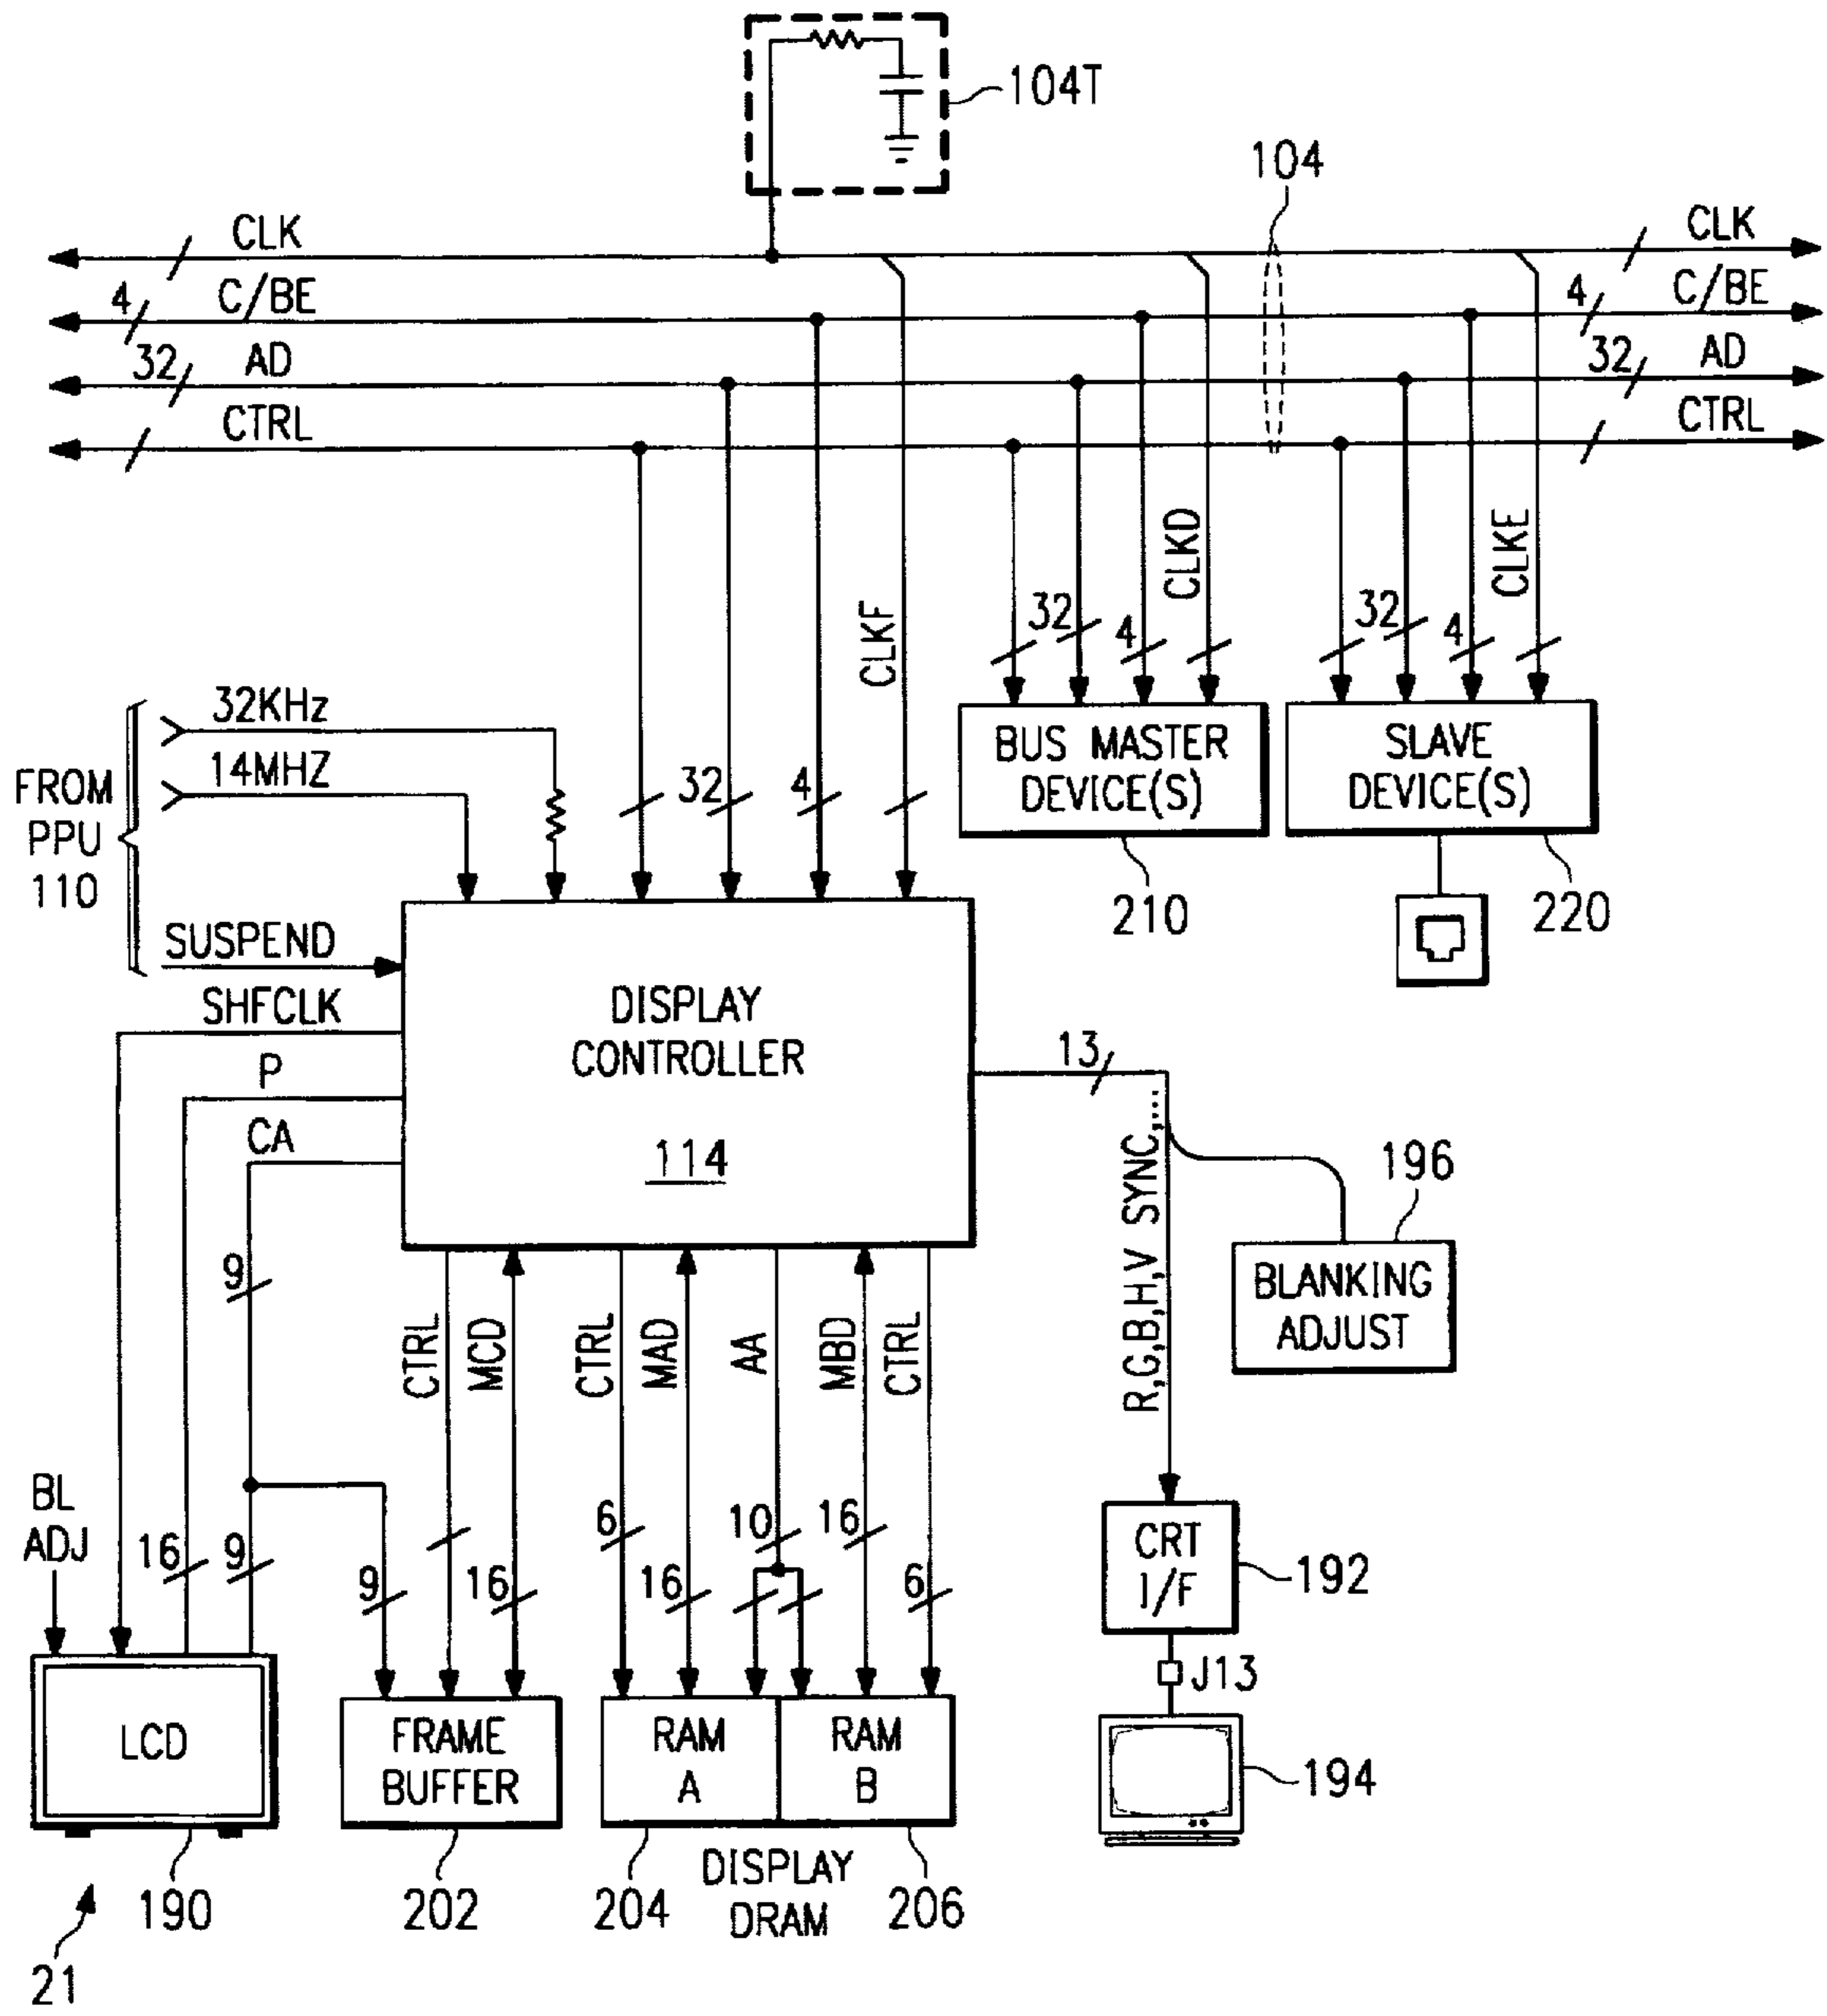 104T
104
CLK
CLK
4
C/BE
4
C/BE
32
AD
32
AD
CTRL
CTRL
CLKF
32
4
CLKD
32
4
CLKE
32KHz
14MHZ
FROM
PPU
110
32
4
BUS MASTER
DEVICE(S)
SLAVE
DEVICE(S)
210
220
SUSPEND
SHFCLK
P
CA
DISPLAY
CONTROLLER
114
13
R,G,B,H,V SYNC,...
196
BLANKING
ADJUST
9
CTRL
MCD
CTRL
MAD
AA
MBD
CTRL
BL
ADJ
16
9
9
16
6
16
10
16
6
CRT
I/F
192
J13
194
LCD
FRAME
BUFFER
RAM
A
RAM
B
DISPLAY
DRAM
190
202
204
206
21